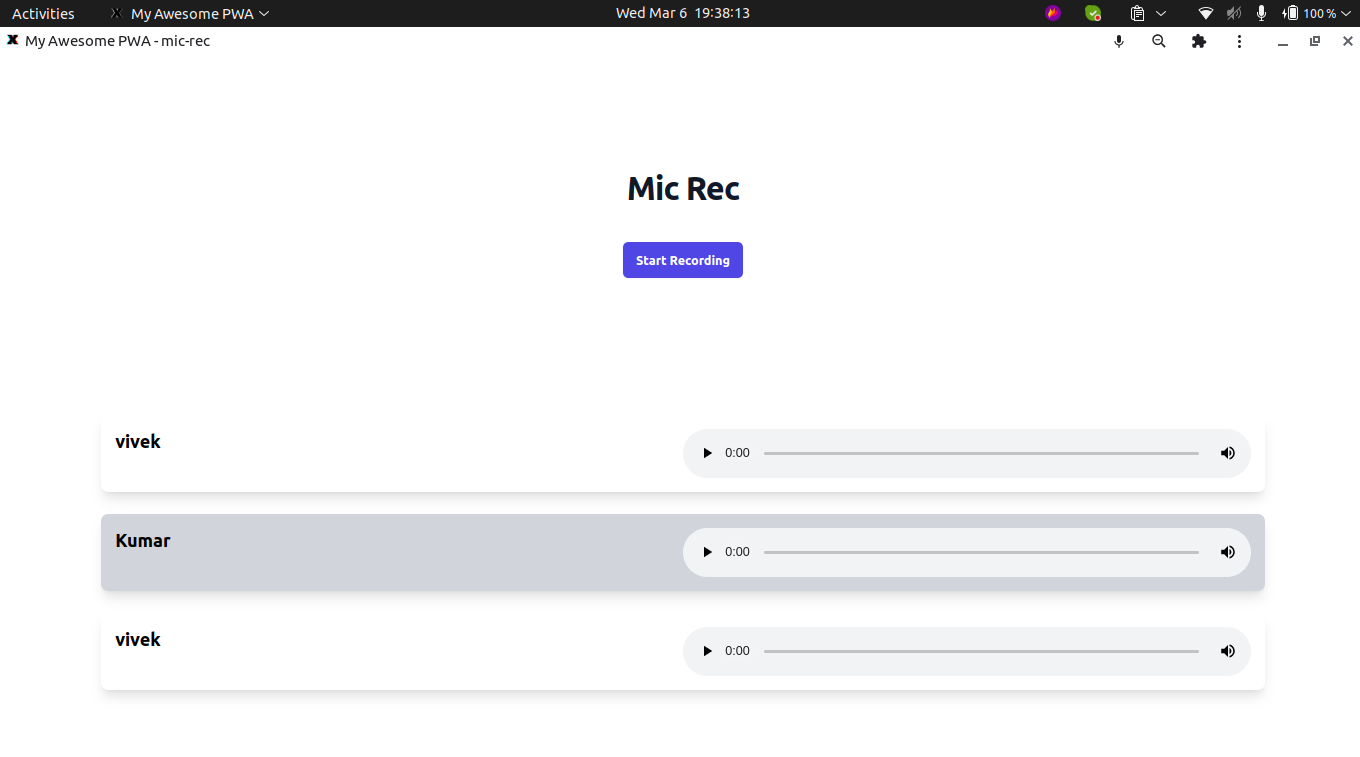 Activities My Awesome PWA Wed Mar 6 19:38:13 100 %
My Awesome PWA - mic-rec
Mic Rec
Start Recording
vivek 0:00
Kumar 0:00
vivek 0:00